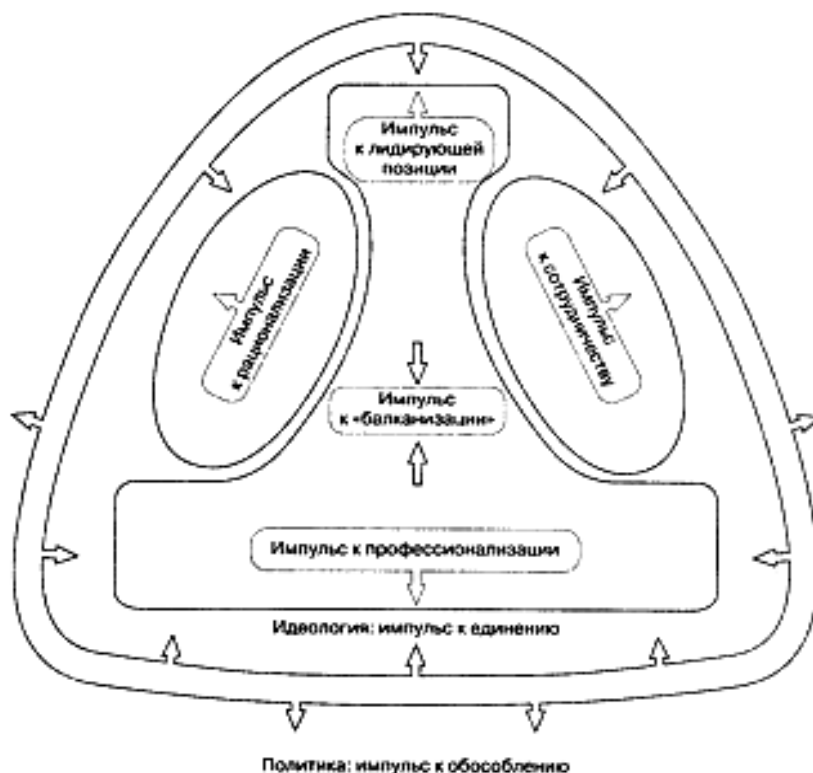 Импульс
к лидирующей
позиции
Импульс
к рационализации
Импульс
к сотрудничеству
Импульс
к «балканизации»
Импульс к профессионализации
Идеология: импульс к единению
Политика: импульс к обособлению